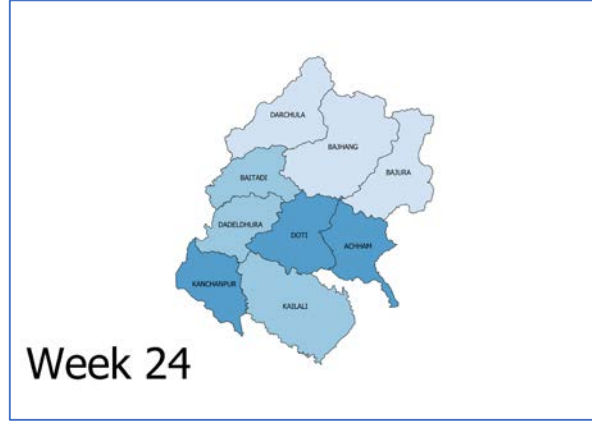 DARCHULA
BAJHANG
BAJURA
BAITADI
DADELDHURA
DOTI
ACHHAM
KANCHANPUR
KAILALI
Week 24